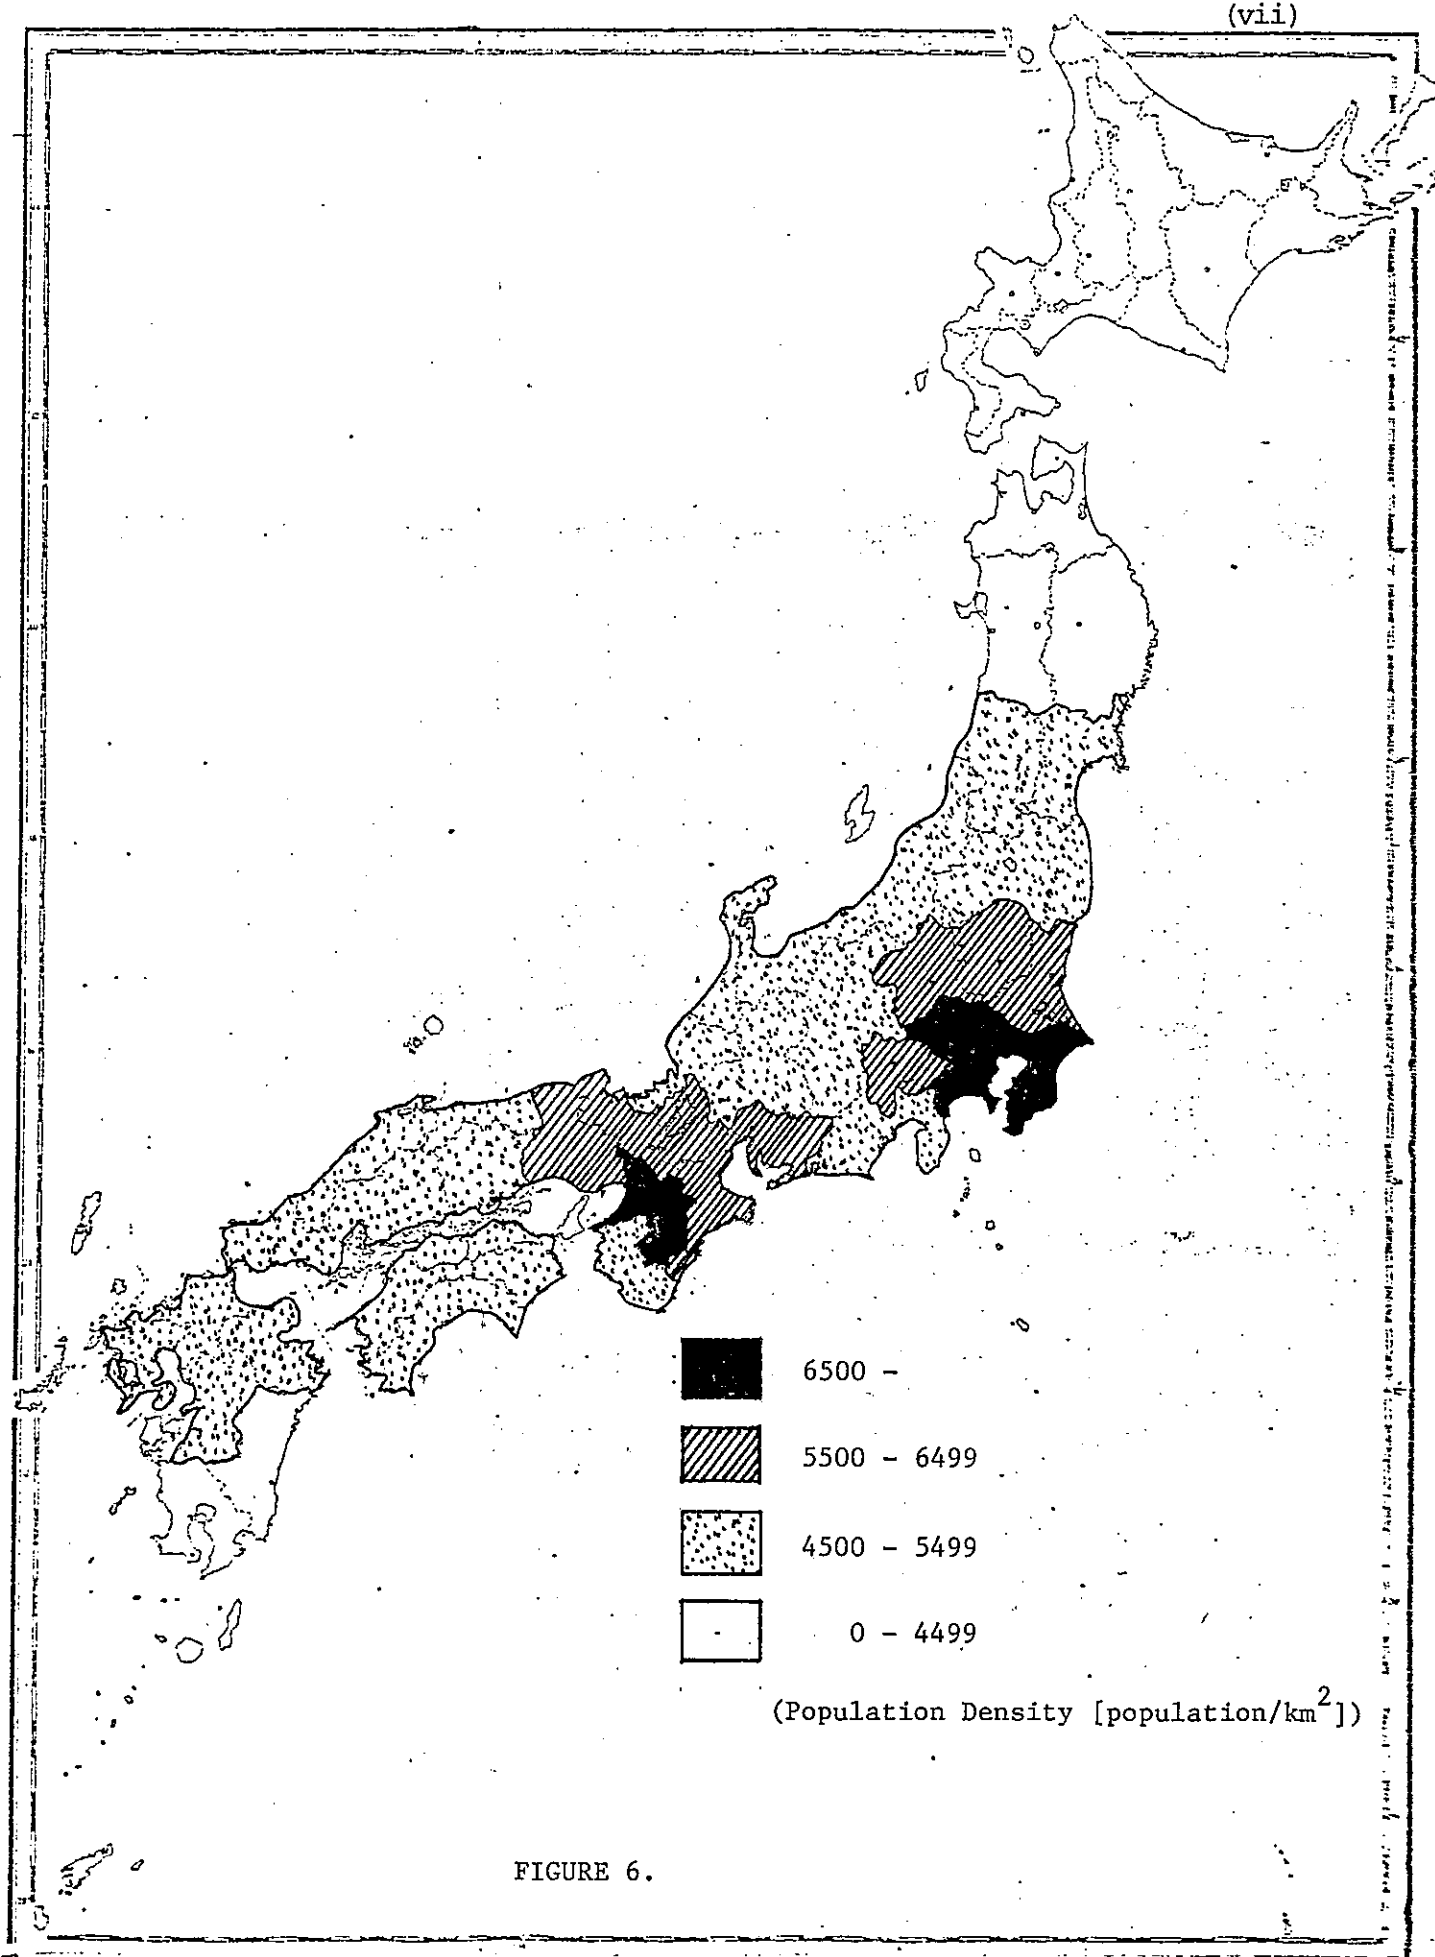 (vii)
6500 -
5500 - 6499
4500 - 5499
0 - 4499
(Population Density [population/km2])
FIGURE 6.